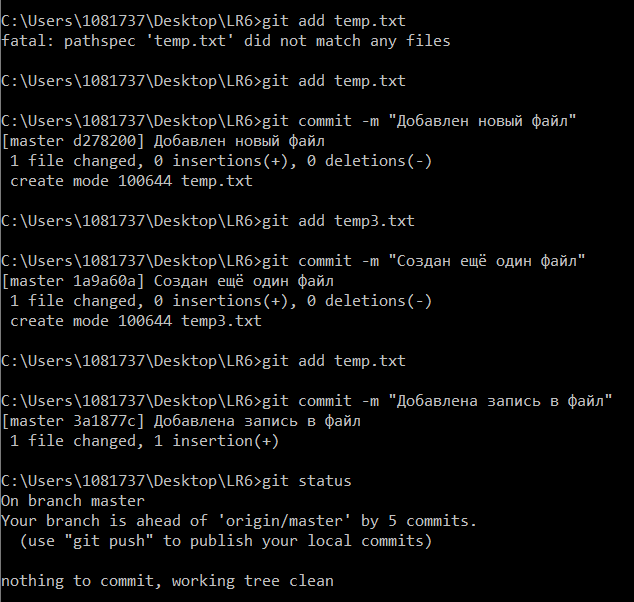 C:\Users\1081737\Desktop\LR6>git add temp.txt
fatal: pathspec 'temp.txt' did not match any files
C:\Users\1081737\Desktop\LR6>git add temp.txt
C:\Users\1081737\Desktop\LR6>git commit -m "Добавлен новый файл"
[master d278200] Добавлен новый файл
 1 file changed, 0 insertions(+), 0 deletions(-)
 create mode 100644 temp.txt
C:\Users\1081737\Desktop\LR6>git add temp3.txt
C:\Users\1081737\Desktop\LR6>git commit -m "Создан ещё один файл"
[master 1a9a60a] Создан ещё один файл
 1 file changed, 0 insertions(+), 0 deletions(-)
 create mode 100644 temp3.txt
C:\Users\1081737\Desktop\LR6>git add temp.txt
C:\Users\1081737\Desktop\LR6>git commit -m "Добавлена запись в файл"
[master 3a1877c] Добавлена запись в файл
 1 file changed, 1 insertion(+)
C:\Users\1081737\Desktop\LR6>git status
On branch master
Your branch is ahead of 'origin/master' by 5 commits.
  (use "git push" to publish your local commits)
nothing to commit, working tree clean